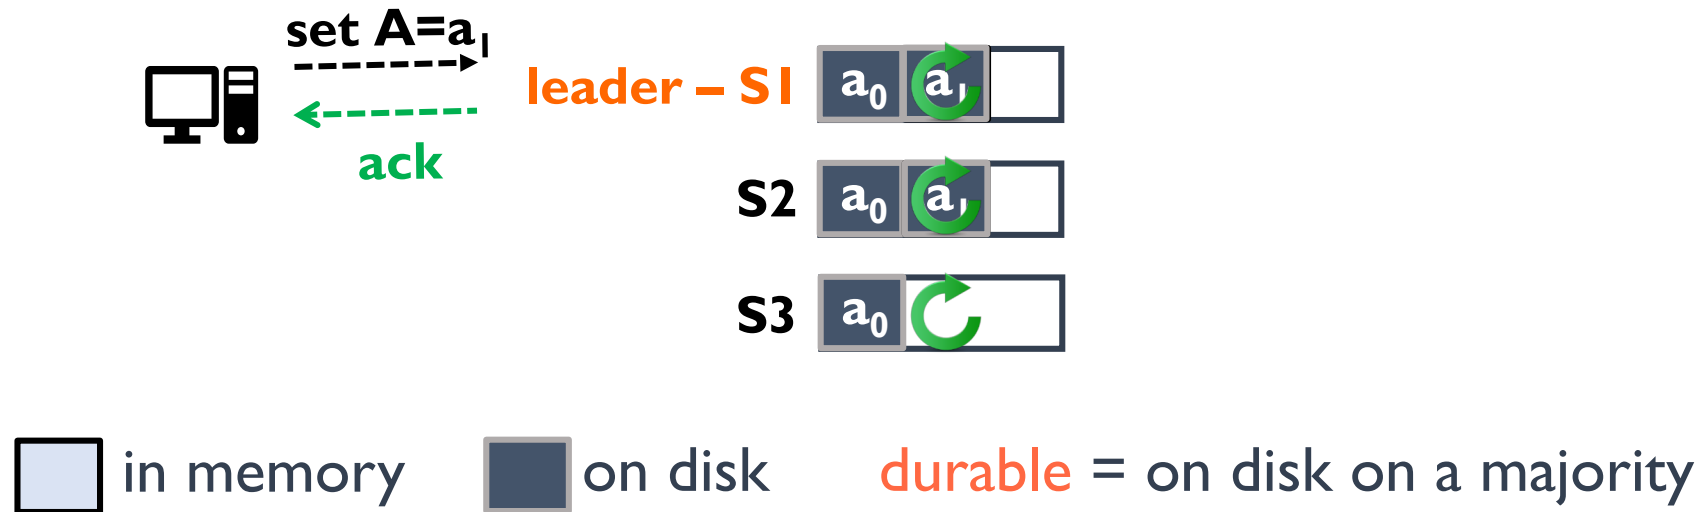 set A=a₁
leader – S1 a₀ a₁
ack
S2 a₀ a₁
S3 a₀
in memory on disk durable = on disk on a majority